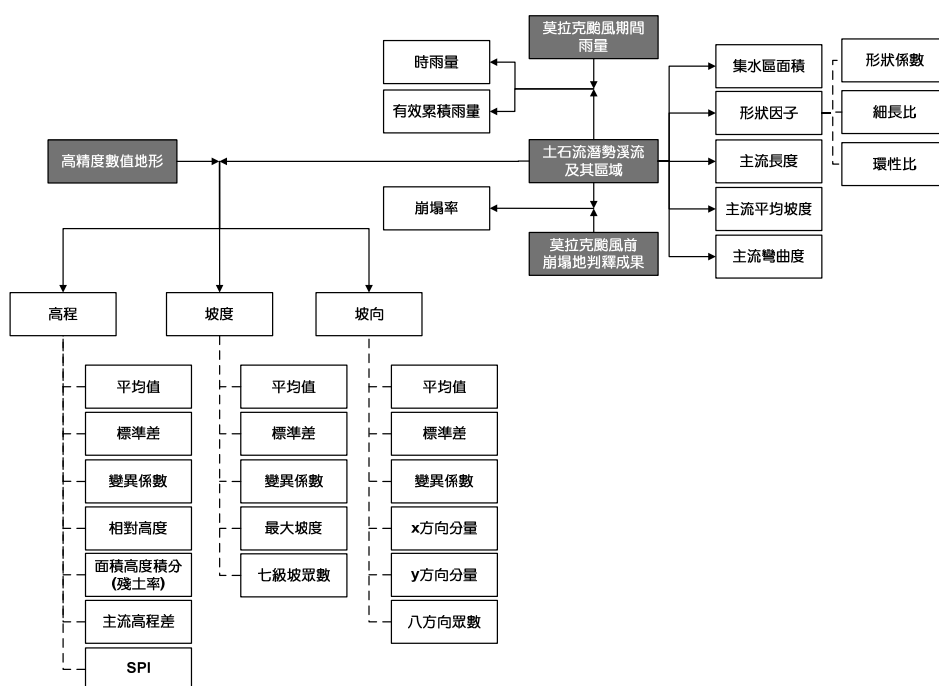 莫拉克颱風期間
雨量
時雨量
有效累積雨量
集水區面積
形狀因子
主流長度
主流平均坡度
主流彎曲度
形狀係數
細長比
環性比
高精度數值地形
土石流潛勢溪流
及其區域
崩塌率
莫拉克颱風前
崩塌地判釋成果
高程
坡度
坡向
平均值
標準差
變異係數
相對高度
面積高度積分
(殘土率)
主流高程差
SPI
平均值
標準差
變異係數
最大坡度
七級坡眾數
平均值
標準差
變異係數
x方向分量
y方向分量
八方向眾數